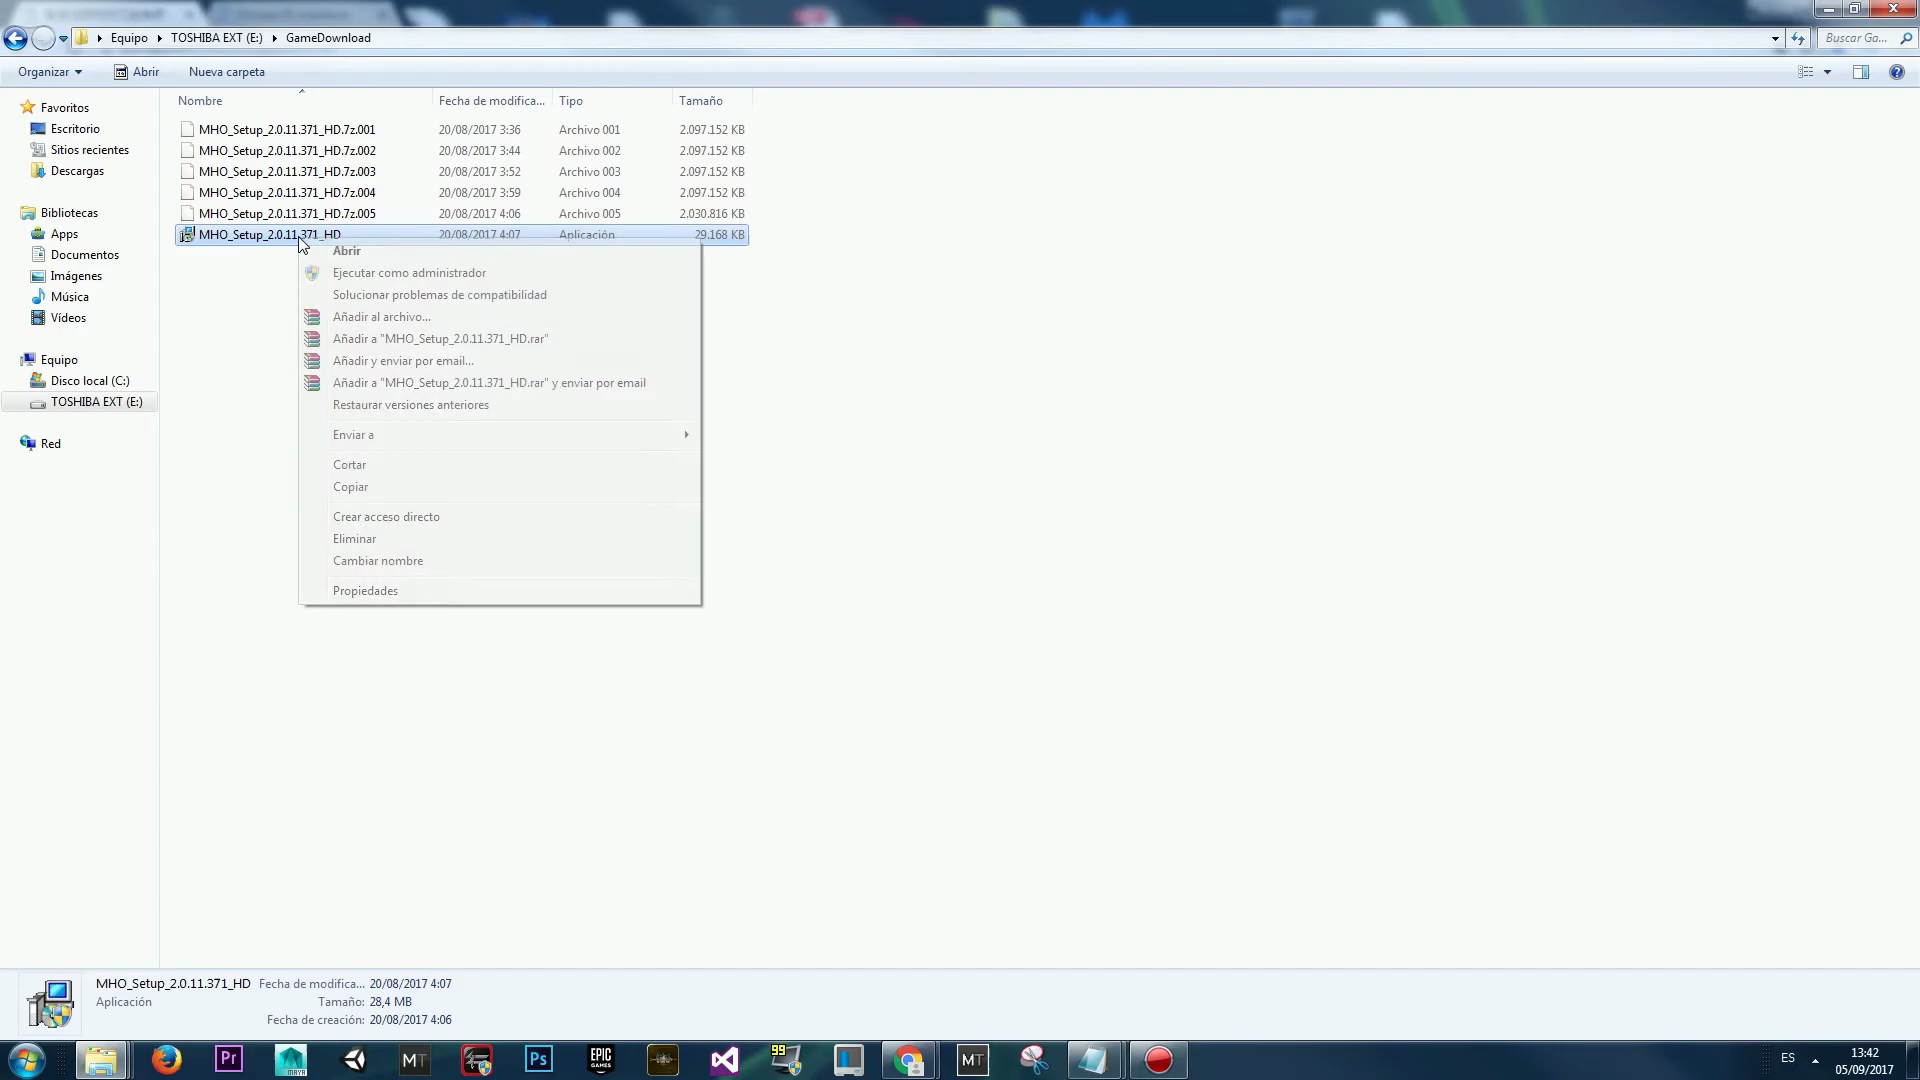 Equipo TOSHIBA EXT (E:) GameDownload Buscar Ga...
Organizar Abrir Nueva carpeta
Nombre Fecha de modifica... Tipo Tamaño
MHO_Setup_2.0.11.371_HD.7z.001 20/08/2017 3:36 Archivo 001 2.097.152 KB
MHO_Setup_2.0.11.371_HD.7z.002 20/08/2017 3:44 Archivo 002 2.097.152 KB
MHO_Setup_2.0.11.371_HD.7z.003 20/08/2017 3:52 Archivo 003 2.097.152 KB
MHO_Setup_2.0.11.371_HD.7z.004 20/08/2017 3:59 Archivo 004 2.097.152 KB
MHO_Setup_2.0.11.371_HD.7z.005 20/08/2017 4:06 Archivo 005 2.030.816 KB
MHO_Setup_2.0.11.371_HD 20/08/2017 4:07 Aplicación 29.168 KB
Favoritos
Escritorio
Sitios recientes
Descargas
Bibliotecas
Apps
Documentos
Imágenes
Música
Vídeos
Equipo
Disco local (C:)
TOSHIBA EXT (E:)
Red
Abrir
Ejecutar como administrador
Solucionar problemas de compatibilidad
Añadir al archivo...
Añadir a "MHO_Setup_2.0.11.371_HD.rar"
Añadir y enviar por email...
Añadir a "MHO_Setup_2.0.11.371_HD.rar" y enviar por email
Restaurar versiones anteriores
Enviar a
Cortar
Copiar
Crear acceso directo
Eliminar
Cambiar nombre
Propiedades
MHO_Setup_2.0.11.371_HD Fecha de modifica... 20/08/2017 4:07
Aplicación Tamaño: 28,4 MB
Fecha de creación: 20/08/2017 4:06
Pr
MAYA
MT
Ps
EPIC
GAMES
99
MT
ES
13:42
05/09/2017